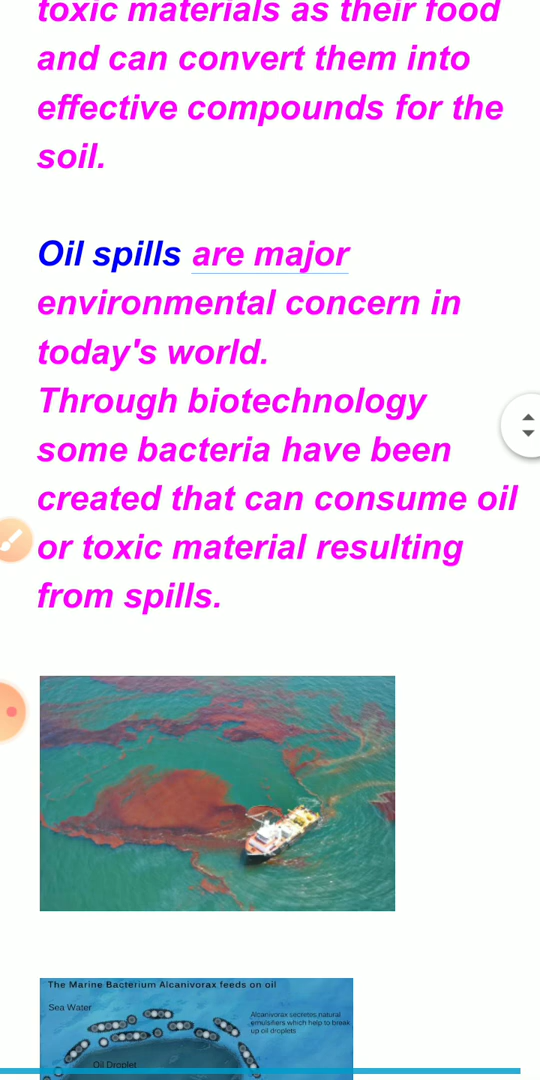 toxic materials as their food
and can convert them into
effective compounds for the
soil.
Oil spills are major
environmental concern in
today's world.
Through biotechnology
some bacteria have been
created that can consume oil
or toxic material resulting
from spills.
The Marine Bacterium Alcanivorax feeds on oil
Sea Water
Alcanivorax secretes natural
emulsifiers which help to break
up oil droplets
Oil Droplet